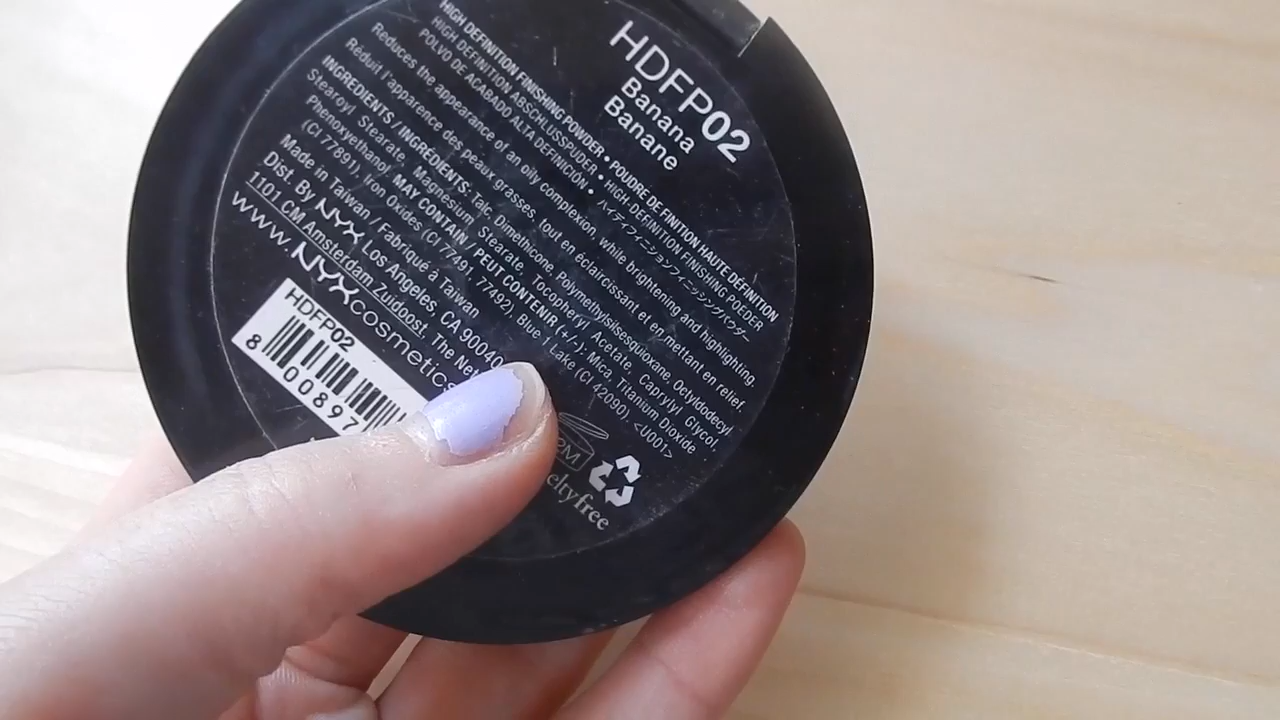 HDFP02
Banana
Banane
HIGH DEFINITION FINISHING POWDER • POUDRE DE FINITION HAUTE DÉFINITION
HIGH DEFINITION ABSCHLUSSPUDER • HIGH-DEFINITION FINISHING POEDER
POLVO DE ACABADO ALTA DEFINICIÓN • ハイディフィニションフィニッシングパウダー
Reduces the appearance of an oily complexion, while brightening and highlighting.
Réduit l'apparence des peaux grasses, tout en éclaircissant et en mettant en relief.
INGREDIENTS / INGRÉDIENTS: Talc, Dimethicone, Polymethylsilsesquioxane, Octyldodecyl
Stearoyl Stearate, Magnesium Stearate, Tocopheryl Acetate, Caprylyl Glycol,
Phenoxyethanol. MAY CONTAIN / PEUT CONTENIR (+/-): Mica, Titanium Dioxide
(CI 77891), Iron Oxides (CI 77491, 77492), Blue 1 Lake (CI 42090) <U001>
Made in Taiwan / Fabriqué à Taiwan
Dist. By NYX Los Angeles, CA 90040
1101 CM Amsterdam Zuidoost, The Net
www.NYXcosmetics
HDFP02
8 00897
eltyfree